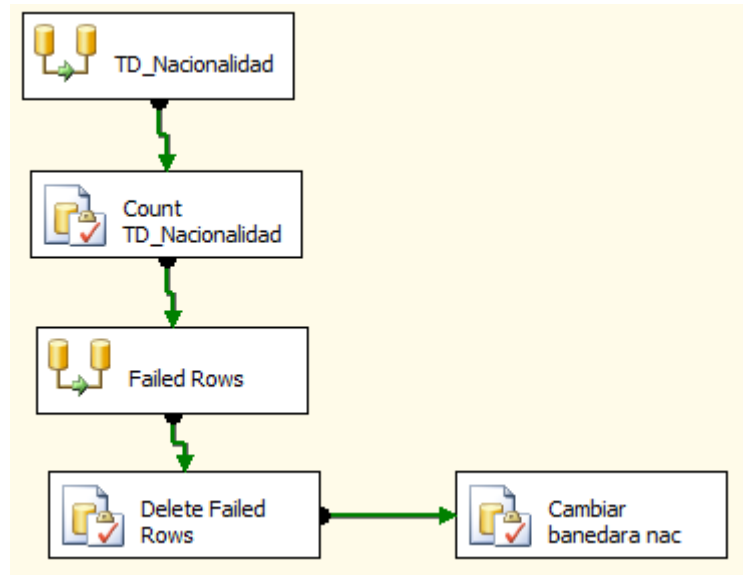 TD_Nacionalidad
Count
TD_Nacionalidad
Failed Rows
Delete Failed
Rows
Cambiar
banedara nac